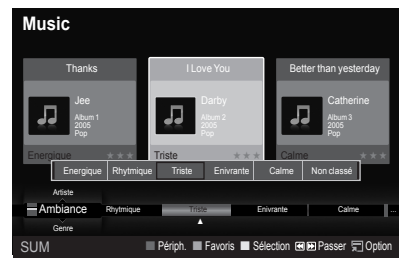 Music
Thanks I Love You Better than yesterday
Jee Darby Catherine
Album 1 Album 2 Album 3
2005 2005 2005
Pop Pop Pop
Energique ★★★ Triste ★★★ Calme ★★★
Energique Rhytmique Triste Enivrante Calme Non classé
Artiste
Ambiance Rhytmique Triste Enivrante Calme ...
Genre
SUM Périph. Favoris Sélection Passer Option